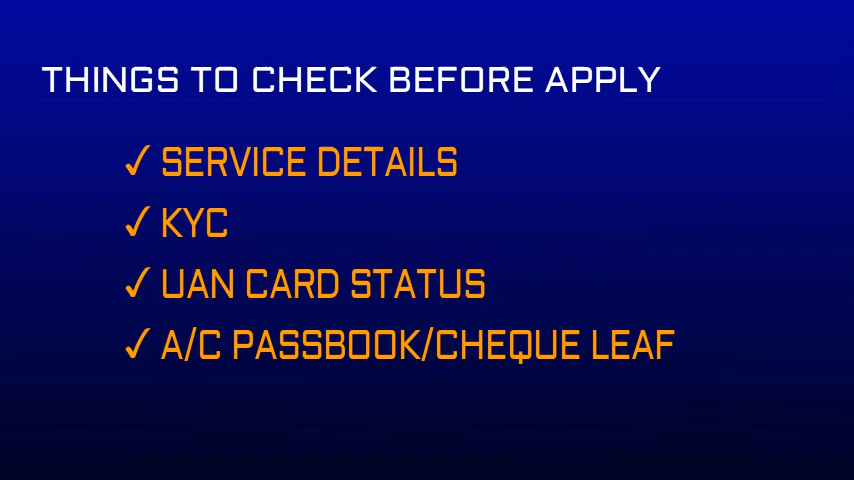 THINGS TO CHECK BEFORE APPLY
✓ SERVICE DETAILS
✓ KYC
✓ UAN CARD STATUS
✓ A/C PASSBOOK/CHEQUE LEAF